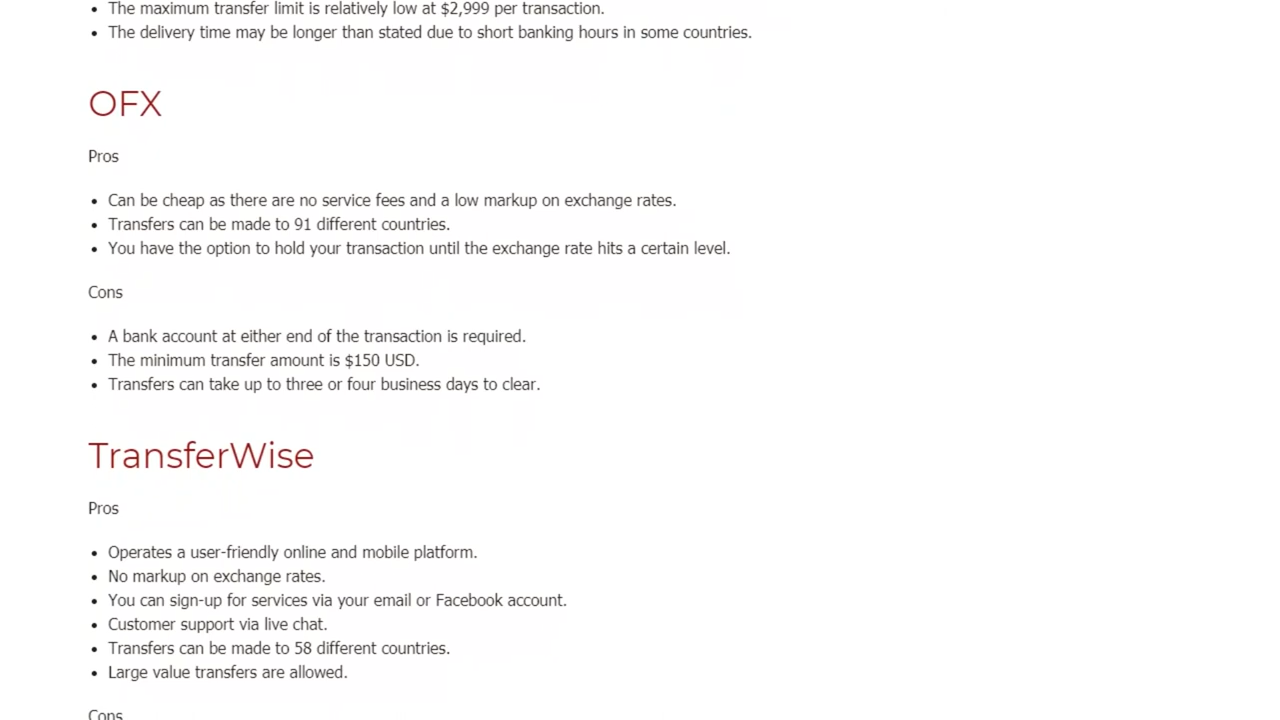 • The maximum transfer limit is relatively low at $2,999 per transaction.
• The delivery time may be longer than stated due to short banking hours in some countries.
OFX
Pros
• Can be cheap as there are no service fees and a low markup on exchange rates.
• Transfers can be made to 91 different countries.
• You have the option to hold your transaction until the exchange rate hits a certain level.
Cons
• A bank account at either end of the transaction is required.
• The minimum transfer amount is $150 USD.
• Transfers can take up to three or four business days to clear.
TransferWise
Pros
• Operates a user-friendly online and mobile platform.
• No markup on exchange rates.
• You can sign-up for services via your email or Facebook account.
• Customer support via live chat.
• Transfers can be made to 58 different countries.
• Large value transfers are allowed.
Cons